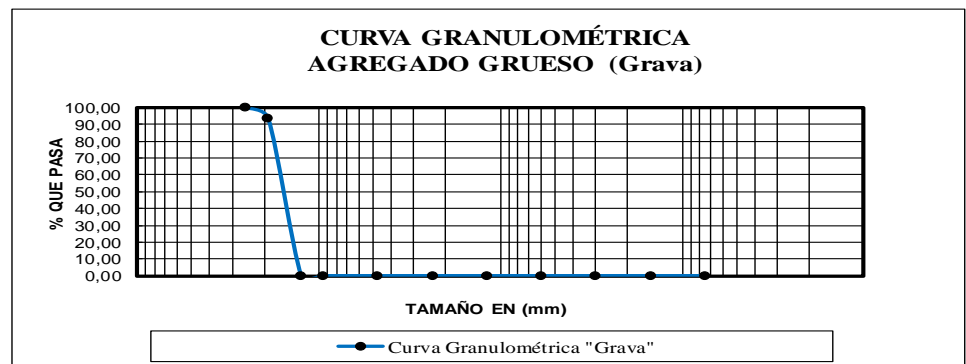 CURVA GRANULOMÉTRICA
AGREGADO GRUESO (Grava)
% QUE PASA
100,00
90,00
80,00
70,00
60,00
50,00
40,00
30,00
20,00
10,00
0,00
TAMAÑO EN (mm)
Curva Granulométrica "Grava"